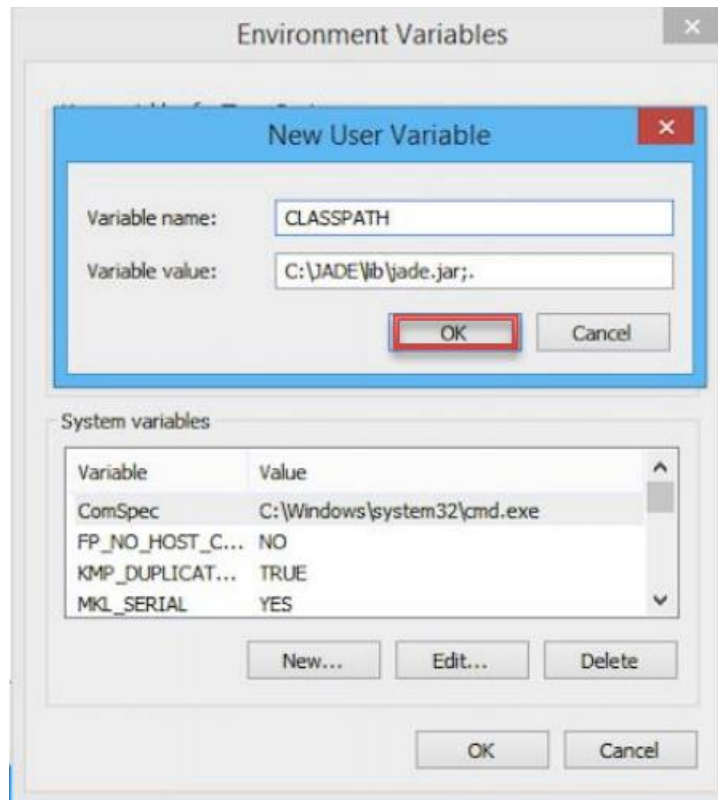 Environment Variables
New User Variable
Variable name: CLASSPATH
Variable value: C:\JADE\lib\jade.jar;.
OK Cancel
System variables
Variable Value
ComSpec C:\Windows\system32\cmd.exe
FP_NO_HOST_C... NO
KMP_DUPLICAT... TRUE
MKL_SERIAL YES
New... Edit... Delete
OK Cancel